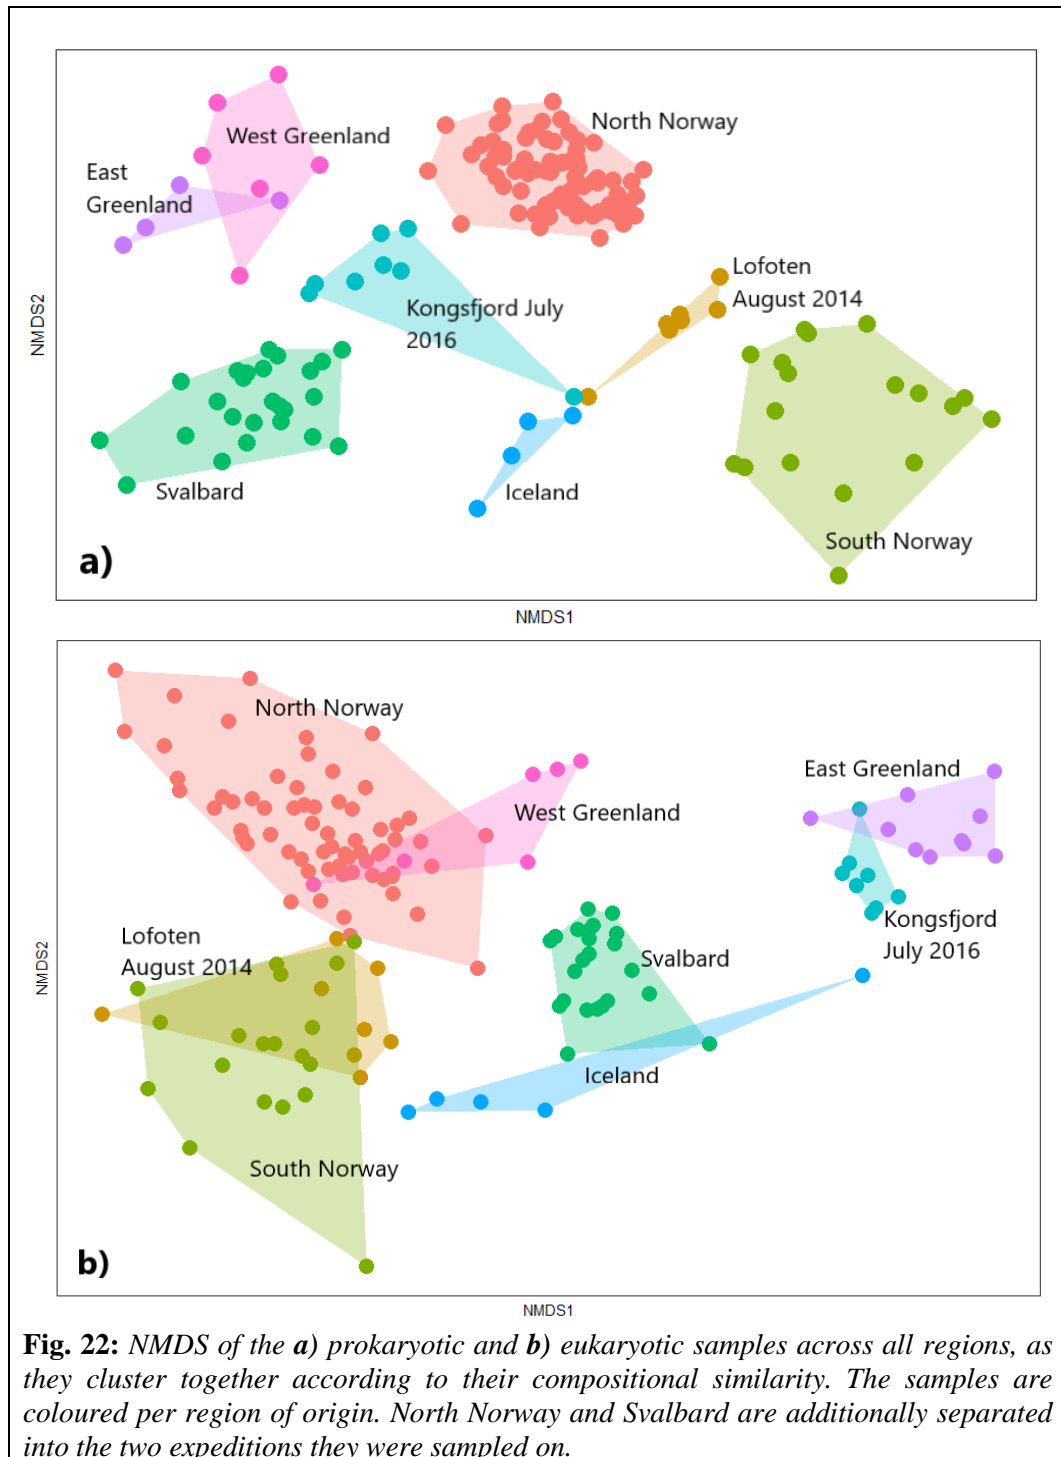 West Greenland
North Norway
East
Greenland
Lofoten
August 2014
Kongsfjord July
2016
Svalbard
Iceland
South Norway
a)
NMDS2
NMDS1
North Norway
East Greenland
West Greenland
Kongsfjord
July 2016
Lofoten
August 2014
Svalbard
Iceland
South Norway
b)
NMDS2
NMDS1
Fig. 22: NMDS of the a) prokaryotic and b) eukaryotic samples across all regions, as
they cluster together according to their compositional similarity. The samples are
coloured per region of origin. North Norway and Svalbard are additionally separated
into the two expeditions they were sampled on.